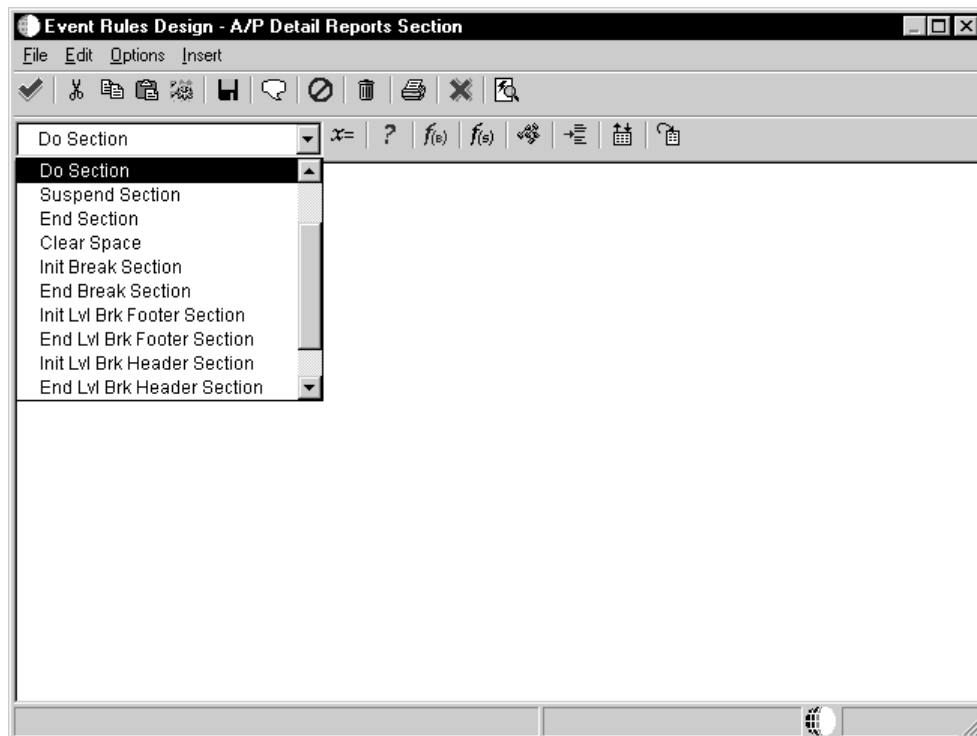 Event Rules Design - A/P Detail Reports Section
File Edit Options Insert
Do Section
x= ? f(B) f(s)
Do Section
Suspend Section
End Section
Clear Space
Init Break Section
End Break Section
Init Lvl Brk Footer Section
End Lvl Brk Footer Section
Init Lvl Brk Header Section
End Lvl Brk Header Section